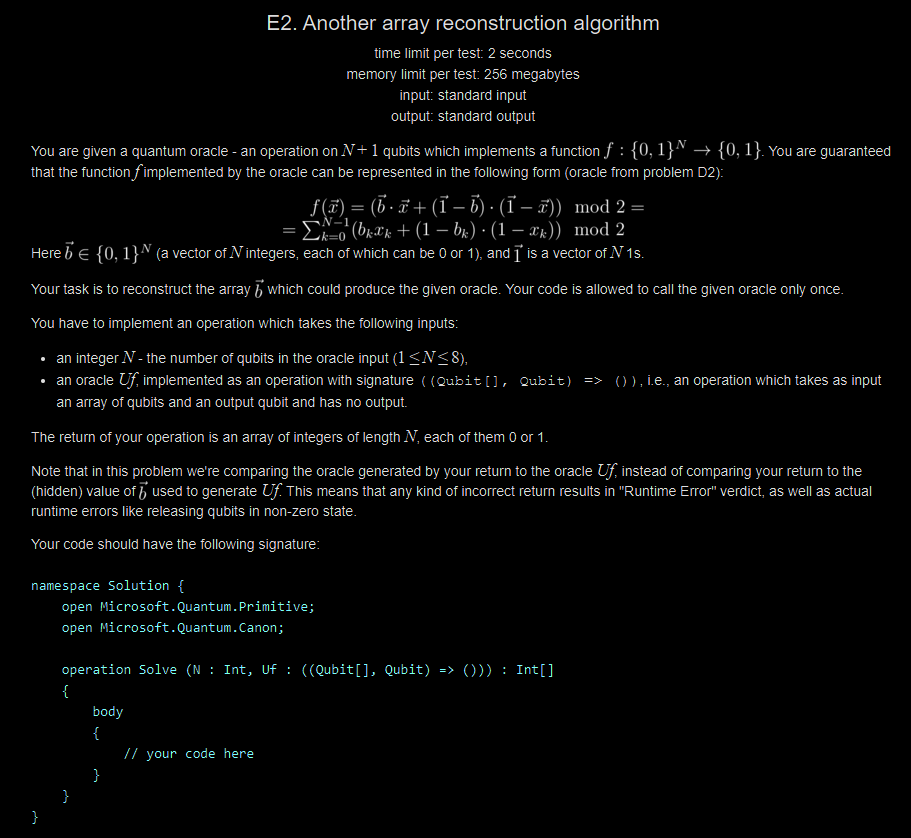 E2. Another array reconstruction algorithm
time limit per test: 2 seconds
memory limit per test: 256 megabytes
input: standard input
output: standard output
You are given a quantum oracle - an operation on N + 1 qubits which implements a function f : {0, 1}^N → {0, 1}. You are guaranteed
that the function f implemented by the oracle can be represented in the following form (oracle from problem D2):
f(\vec{x}) = (\vec{b} · \vec{x} + (\vec{1} − \vec{b}) · (\vec{1} − \vec{x})) mod 2 =
= ∑_{k=0}^{N−1} (b_k x_k + (1 − b_k) · (1 − x_k)) mod 2
Here \vec{b} ∈ {0, 1}^N (a vector of N integers, each of which can be 0 or 1), and \vec{1} is a vector of N 1s.
Your task is to reconstruct the array \vec{b} which could produce the given oracle. Your code is allowed to call the given oracle only once.
You have to implement an operation which takes the following inputs:
• an integer N - the number of qubits in the oracle input (1 ≤ N ≤ 8),
• an oracle Uf, implemented as an operation with signature ((Qubit[], Qubit) => ()), i.e., an operation which takes as input
an array of qubits and an output qubit and has no output.
The return of your operation is an array of integers of length N, each of them 0 or 1.
Note that in this problem we're comparing the oracle generated by your return to the oracle Uf, instead of comparing your return to the
(hidden) value of \vec{b} used to generate Uf. This means that any kind of incorrect return results in "Runtime Error" verdict, as well as actual
runtime errors like releasing qubits in non-zero state.
Your code should have the following signature:
namespace Solution {
    open Microsoft.Quantum.Primitive;
    open Microsoft.Quantum.Canon;
    operation Solve (N : Int, Uf : ((Qubit[], Qubit) => ())) : Int[]
    {
        body
        {
            // your code here
        }
    }
}